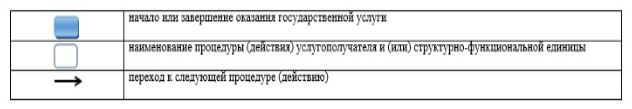 начало или завершение оказания государственной услуги
наименование процедуры (действия) услугополучателя и (или) структурно-функциональной единицы
переход к следующей процедуре (действию)